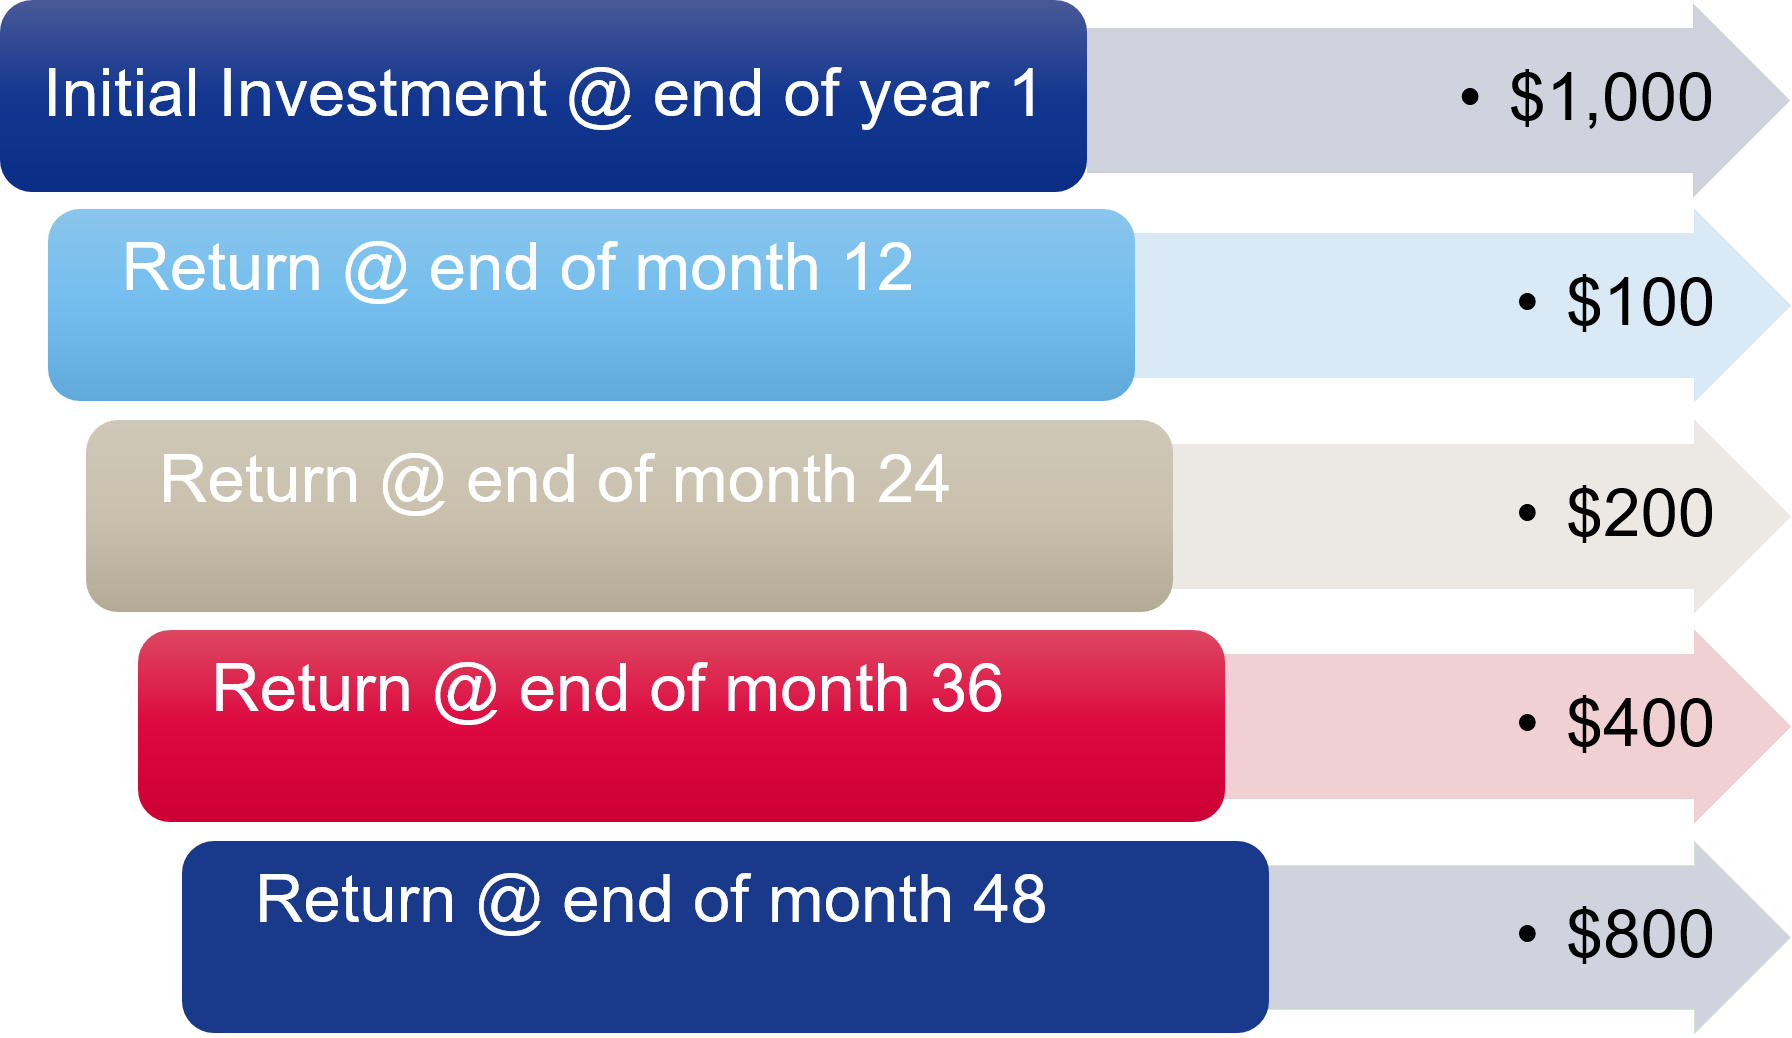 Initial Investment @ end of year 1
• $1,000
Return @ end of month 12
• $100
Return @ end of month 24
• $200
Return @ end of month 36
• $400
Return @ end of month 48
• $800